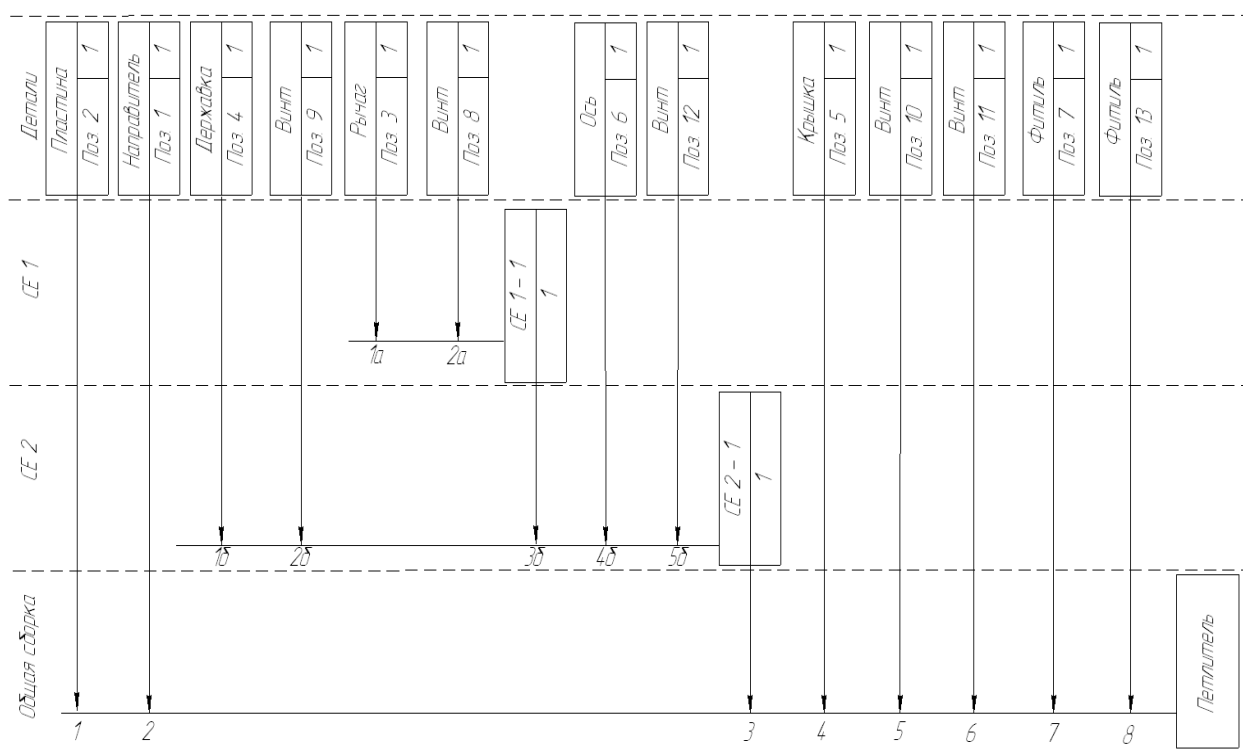 Детали
Пластина
Поз. 2
1
Направитель
Поз. 1
1
Державка
Поз. 4
1
Винт
Поз. 9
1
Рычаг
Поз. 3
1
Винт
Поз. 8
1
Ось
Поз. 6
1
Винт
Поз. 12
1
Крышка
Поз. 5
1
Винт
Поз. 10
1
Винт
Поз. 11
1
Фитиль
Поз. 7
1
Фитиль
Поз. 13
1
СЕ 1
1а
2а
СЕ 1 - 1
1
СЕ 2
1б
2б
3б
4б
5б
СЕ 2 - 1
1
Общая сборка
1
2
3
4
5
6
7
8
Петлитель